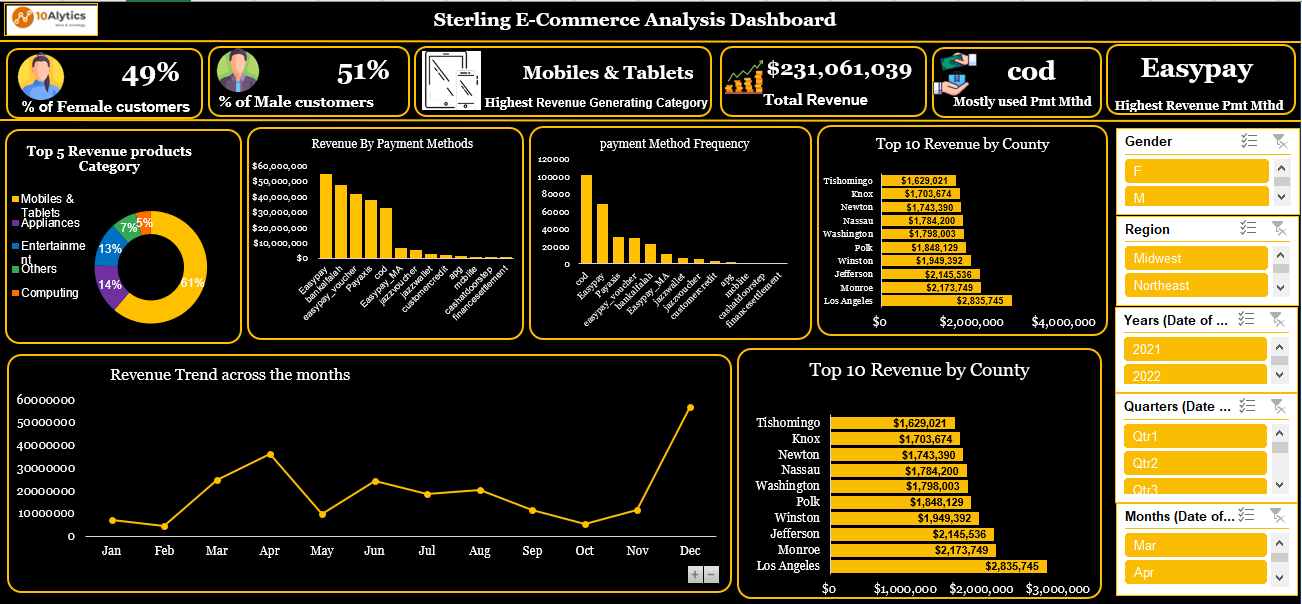 10Alytics
data & strategy
Sterling E-Commerce Analysis Dashboard
49%
% of Female customers
51%
% of Male customers
Mobiles & Tablets
Highest Revenue Generating Category
$231,061,039
Total Revenue
cod
Mostly used Pmt Mthd
Easypay
Highest Revenue Pmt Mthd
Top 5 Revenue products
Category
Mobiles &
Tablets
Appliances
Entertainme
nt
Others
Computing
61%
14%
13%
7%
5%
Revenue By Payment Methods
$60,000,000
$50,000,000
$40,000,000
$30,000,000
$20,000,000
$10,000,000
$0
Easypay
bankalfalah
easypay_voucher
Payaxis
cod
Easypay_MA
jazzvoucher
jazzwallet
customercredit
apg
mcblite
cashatdoorstep
financesettlement
payment Method Frequency
120000
100000
80000
60000
40000
20000
0
cod
Easypay
Payaxis
easypay_voucher
bankalfalah
Easypay_MA
jazzwallet
jazzvoucher
customercredit
apg
mcblite
cashatdoorstep
financesettlement
Top 10 Revenue by County
Tishomingo $1,629,021
Knox $1,703,674
Newton $1,743,390
Nassau $1,784,200
Washington $1,798,003
Polk $1,848,129
Winston $1,949,392
Jefferson $2,145,536
Monroe $2,173,749
Los Angeles $2,835,745
$0 $2,000,000 $4,000,000
Gender
F
M
Region
Midwest
Northeast
Years (Date of ...
2021
2022
Quarters (Date ...
Qtr1
Qtr2
Qtr3
Months (Date of...
Mar
Apr
Revenue Trend across the months
60000000
50000000
40000000
30000000
20000000
10000000
0
Jan Feb Mar Apr May Jun Jul Aug Sep Oct Nov Dec
+ −
Top 10 Revenue by County
Tishomingo $1,629,021
Knox $1,703,674
Newton $1,743,390
Nassau $1,784,200
Washington $1,798,003
Polk $1,848,129
Winston $1,949,392
Jefferson $2,145,536
Monroe $2,173,749
Los Angeles $2,835,745
$0 $1,000,000 $2,000,000 $3,000,000